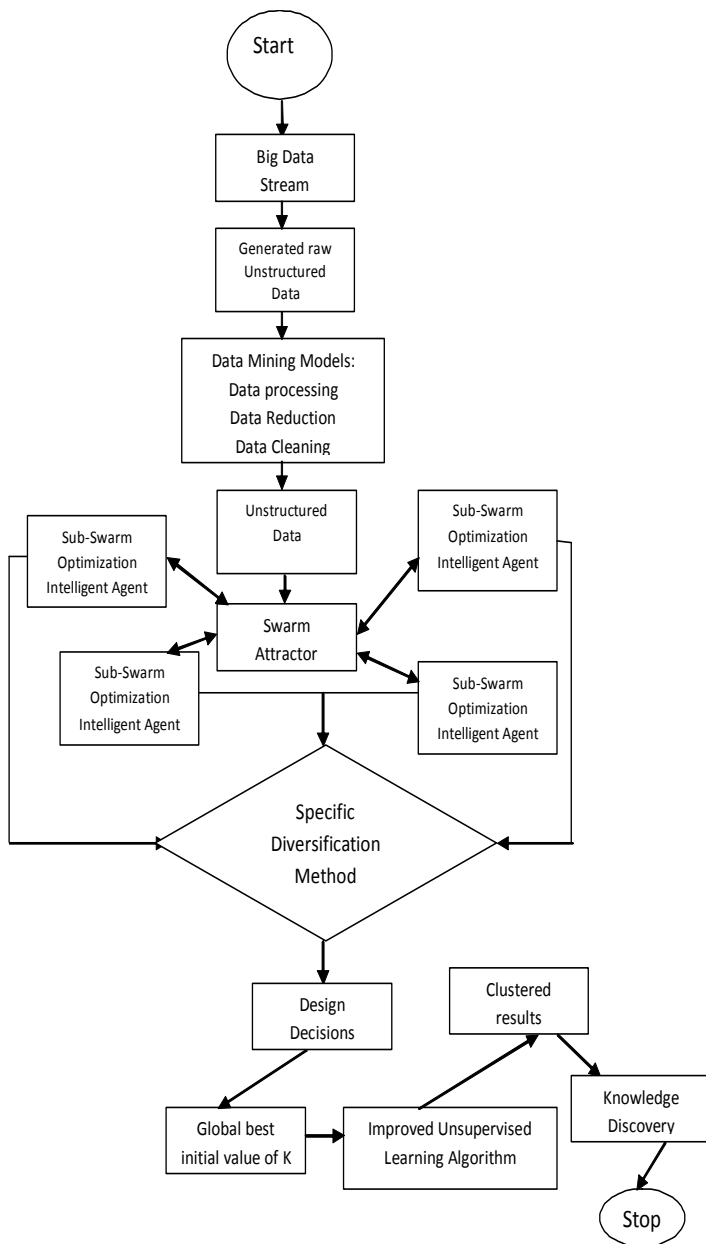 Start
Big Data
Stream
Generated raw
Unstructured
Data
Data Mining Models:
Data processing
Data Reduction
Data Cleaning
Unstructured
Data
Sub-Swarm
Optimization
Intelligent Agent
Sub-Swarm
Optimization
Intelligent Agent
Swarm
Attractor
Sub-Swarm
Optimization
Intelligent Agent
Sub-Swarm
Optimization
Intelligent Agent
Specific
Diversification
Method
Design
Decisions
Global best
initial value of K
Improved Unsupervised
Learning Algorithm
Clustered
results
Knowledge
Discovery
Stop